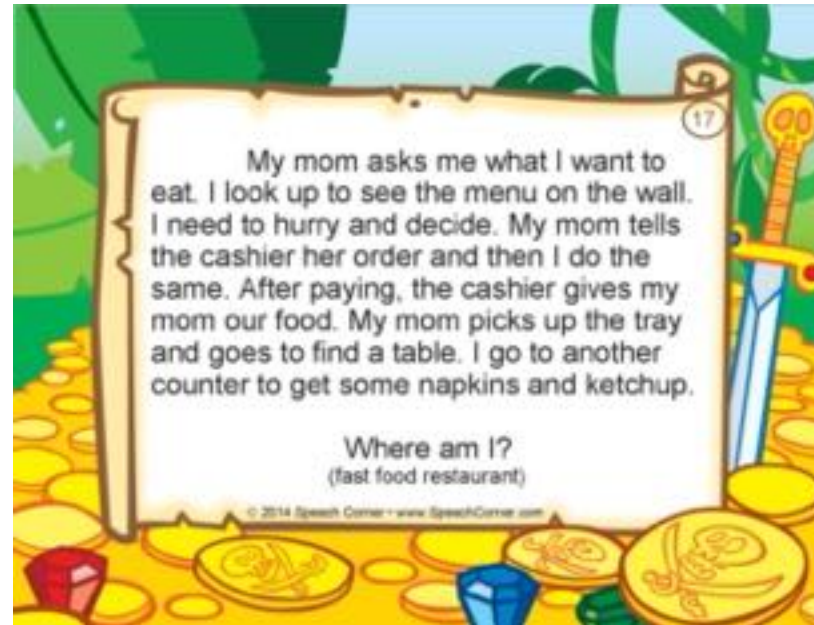 17
My mom asks me what I want to
eat. I look up to see the menu on the wall.
I need to hurry and decide. My mom tells
the cashier her order and then I do the
same. After paying, the cashier gives my
mom our food. My mom picks up the tray
and goes to find a table. I go to another
counter to get some napkins and ketchup.
Where am I?
(fast food restaurant)
© 2014 Speech Corner • www.SpeechCorner.com